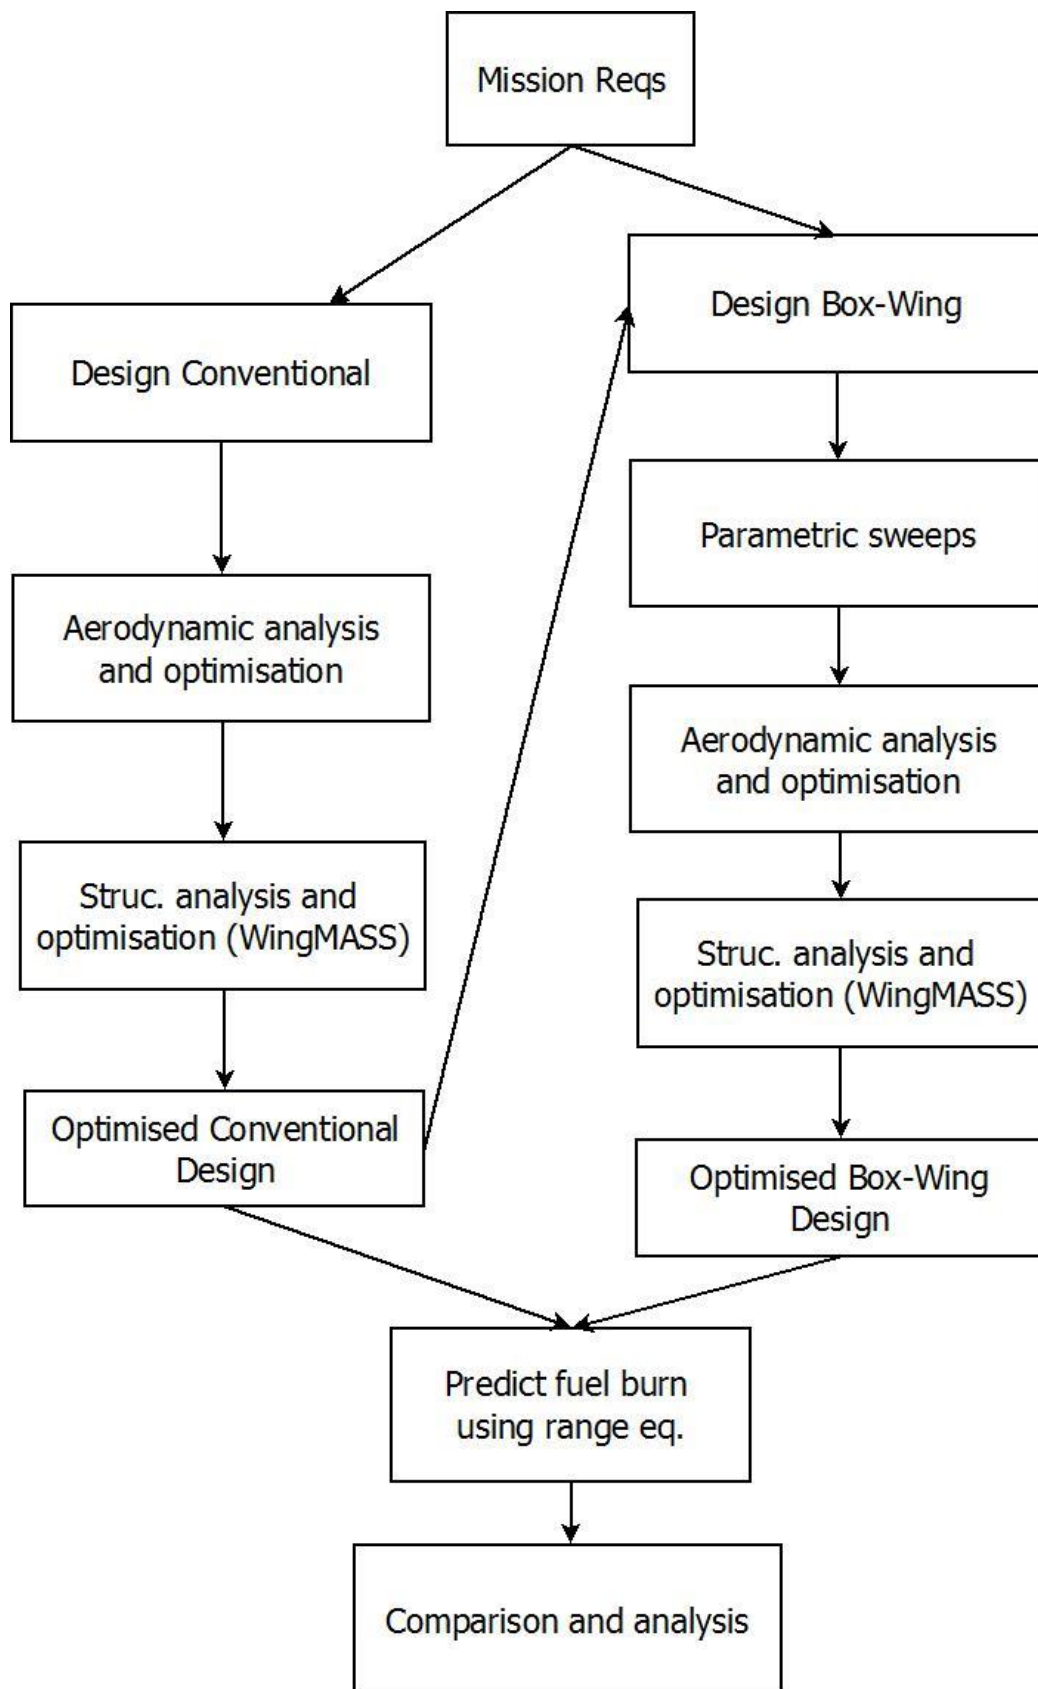 Mission Reqs
Design Conventional
Aerodynamic analysis
and optimisation
Struc. analysis and
optimisation (WingMASS)
Optimised Conventional
Design
Design Box-Wing
Parametric sweeps
Aerodynamic analysis
and optimisation
Struc. analysis and
optimisation (WingMASS)
Optimised Box-Wing
Design
Predict fuel burn
using range eq.
Comparison and analysis